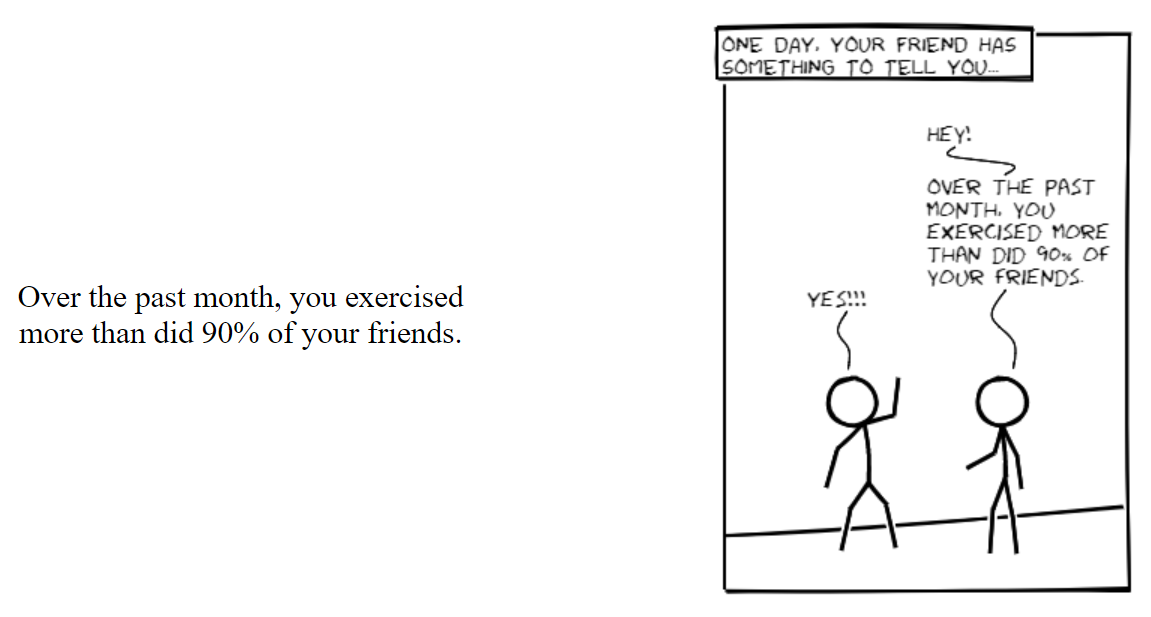 Over the past month, you exercised
more than did 90% of your friends.
ONE DAY, YOUR FRIEND HAS
SOMETHING TO TELL YOU...
HEY!
OVER THE PAST
MONTH, YOU
EXERCISED MORE
THAN DID 90% OF
YOUR FRIENDS.
YES!!!